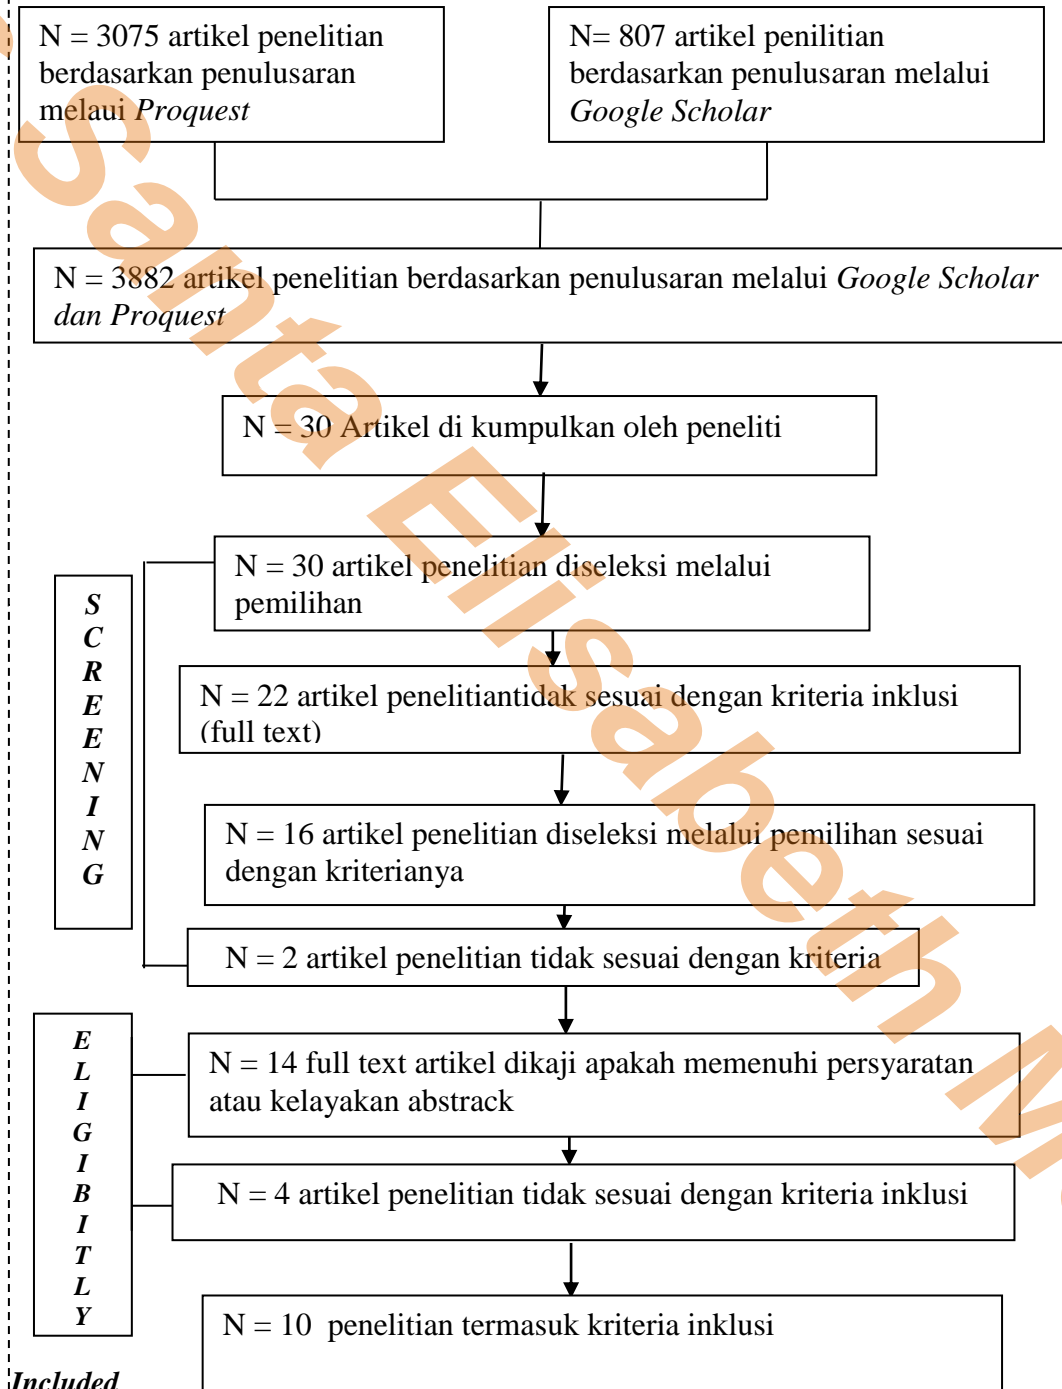 N = 3075 artikel penelitian
berdasarkan penulusaran
melaui Proquest
N= 807 artikel penilitian
berdasarkan penulusaran melalui
Google Scholar
N = 3882 artikel penelitian berdasarkan penulusaran melalui Google Scholar
dan Proquest
N = 30 Artikel di kumpulkan oleh peneliti
N = 30 artikel penelitian diseleksi melalui
pemilihan
SCREENING
N = 22 artikel penelitiantidak sesuai dengan kriteria inklusi
(full text)
N = 16 artikel penelitian diseleksi melalui pemilihan sesuai
dengan kriterianya
N = 2 artikel penelitian tidak sesuai dengan kriteria
ELIGIBITLY
N = 14 full text artikel dikaji apakah memenuhi persyaratan
atau kelayakan abstrack
N = 4 artikel penelitian tidak sesuai dengan kriteria inklusi
N = 10 penelitian termasuk kriteria inklusi
Included
Santa Elisabeth M